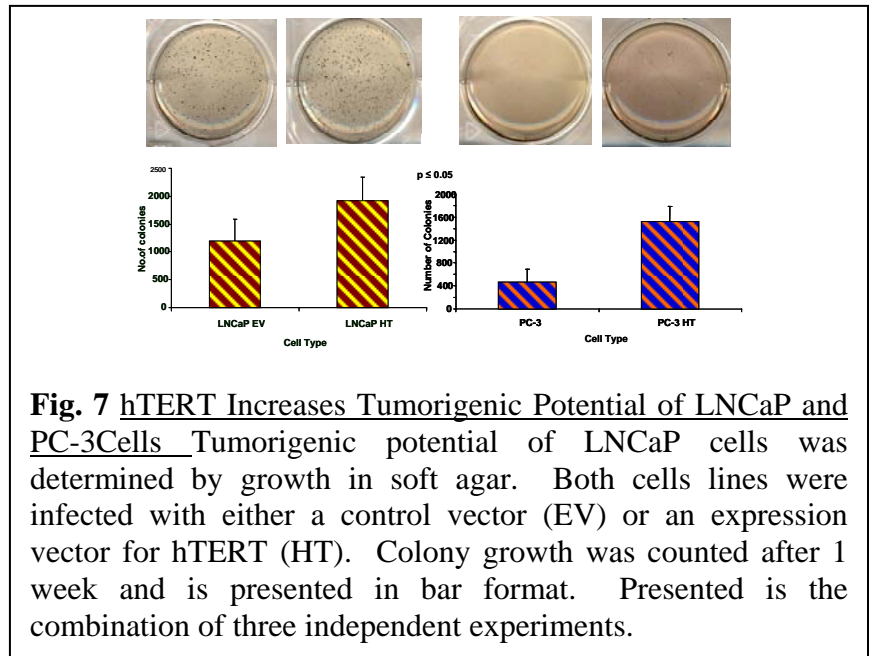 2500
2000
1500
1000
500
0
No.of colonies
LNCaP EV
LNCaP HT
Cell Type
p ≤ 0.05
2000
1600
1200
800
400
0
Number of Colonies
PC-3
PC-3 HT
Cell Type
Fig. 7 hTERT Increases Tumorigenic Potential of LNCaP and
PC-3Cells Tumorigenic potential of LNCaP cells was
determined by growth in soft agar. Both cells lines were
infected with either a control vector (EV) or an expression
vector for hTERT (HT). Colony growth was counted after 1
week and is presented in bar format. Presented is the
combination of three independent experiments.